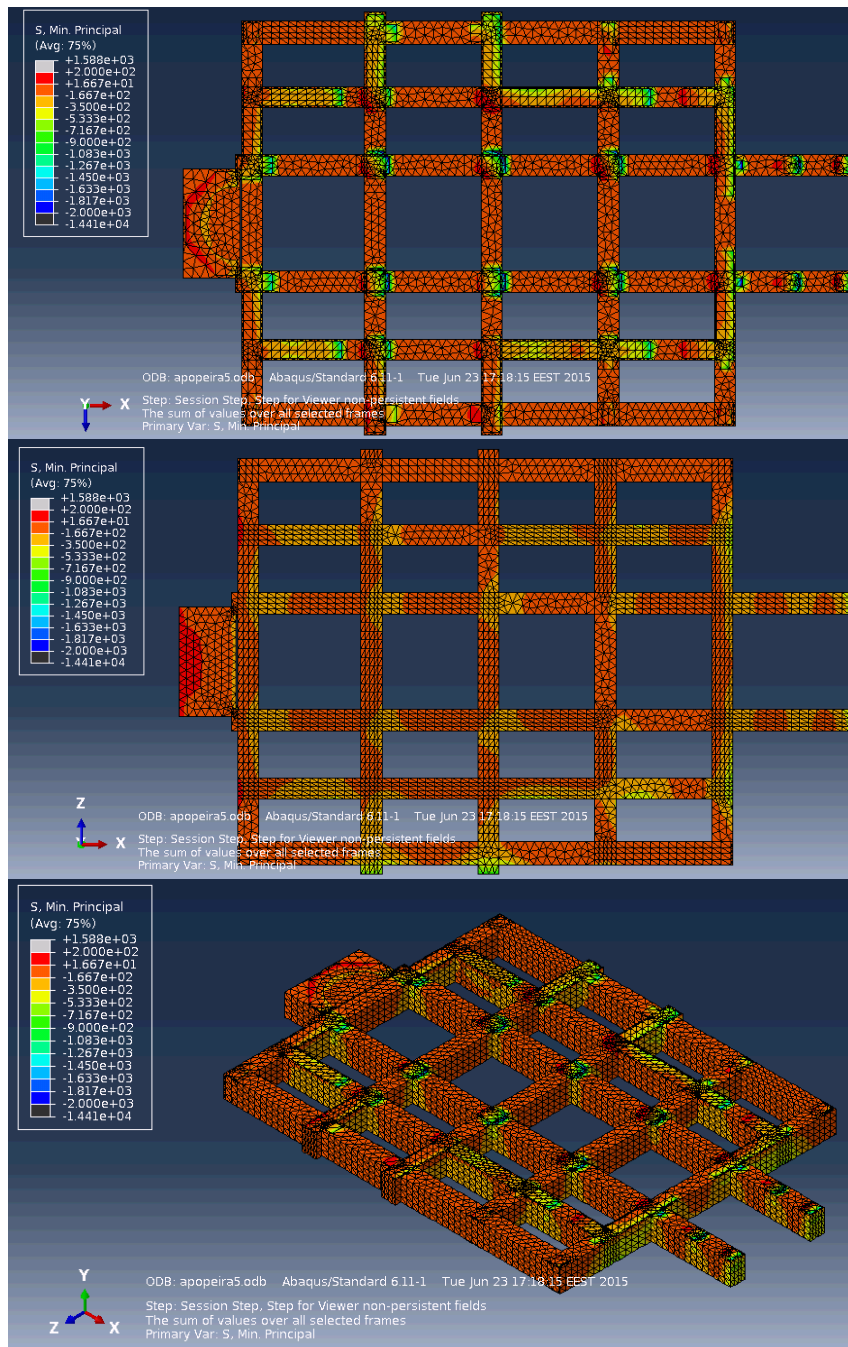 S, Min. Principal
(Avg: 75%)
+1.588e+03
+2.000e+02
+1.667e+01
-1.667e+02
-3.500e+02
-5.333e+02
-7.167e+02
-9.000e+02
-1.083e+03
-1.267e+03
-1.450e+03
-1.633e+03
-1.817e+03
-2.000e+03
-1.441e+04
ODB: apopeira5.odb Abaqus/Standard 6.11-1 Tue Jun 23 17:18:15 EEST 2015
Y X
Step: Session Step, Step for Viewer non-persistent fields
The sum of values over all selected frames
Primary Var: S, Min. Principal
S, Min. Principal
(Avg: 75%)
+1.588e+03
+2.000e+02
+1.667e+01
-1.667e+02
-3.500e+02
-5.333e+02
-7.167e+02
-9.000e+02
-1.083e+03
-1.267e+03
-1.450e+03
-1.633e+03
-1.817e+03
-2.000e+03
-1.441e+04
Z
ODB: apopeira5.odb Abaqus/Standard 6.11-1 Tue Jun 23 17:18:15 EEST 2015
Y X
Step: Session Step, Step for Viewer non-persistent fields
The sum of values over all selected frames
Primary Var: S, Min. Principal
S, Min. Principal
(Avg: 75%)
+1.588e+03
+2.000e+02
+1.667e+01
-1.667e+02
-3.500e+02
-5.333e+02
-7.167e+02
-9.000e+02
-1.083e+03
-1.267e+03
-1.450e+03
-1.633e+03
-1.817e+03
-2.000e+03
-1.441e+04
Y
ODB: apopeira5.odb Abaqus/Standard 6.11-1 Tue Jun 23 17:18:15 EEST 2015
Z X
Step: Session Step, Step for Viewer non-persistent fields
The sum of values over all selected frames
Primary Var: S, Min. Principal